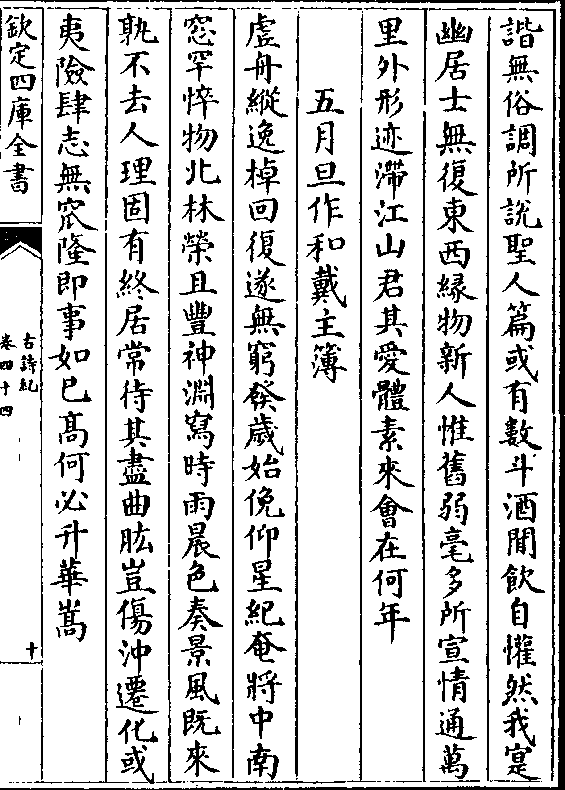 諧無俗調所說聖人篇或有數斗酒閒飲自懽然我寔
幽居士無復東西緣物新人惟舊弱毫多所宣情通萬
里外形迹滯江山君其愛體素來會在何年
五月旦作和戴主簿
虛舟縱逸棹回復遂無窮發歲始俛仰星紀奄將中南
窓罕悴物北林榮且豐神淵寫時雨晨色奏景風既來
孰不去人理固有終居常待其盡曲肱豈傷沖遷化或
夷險肆志無窊隆即事如已髙何必升華嵩
欽定四庫全書
古詩紀
卷四十四
十